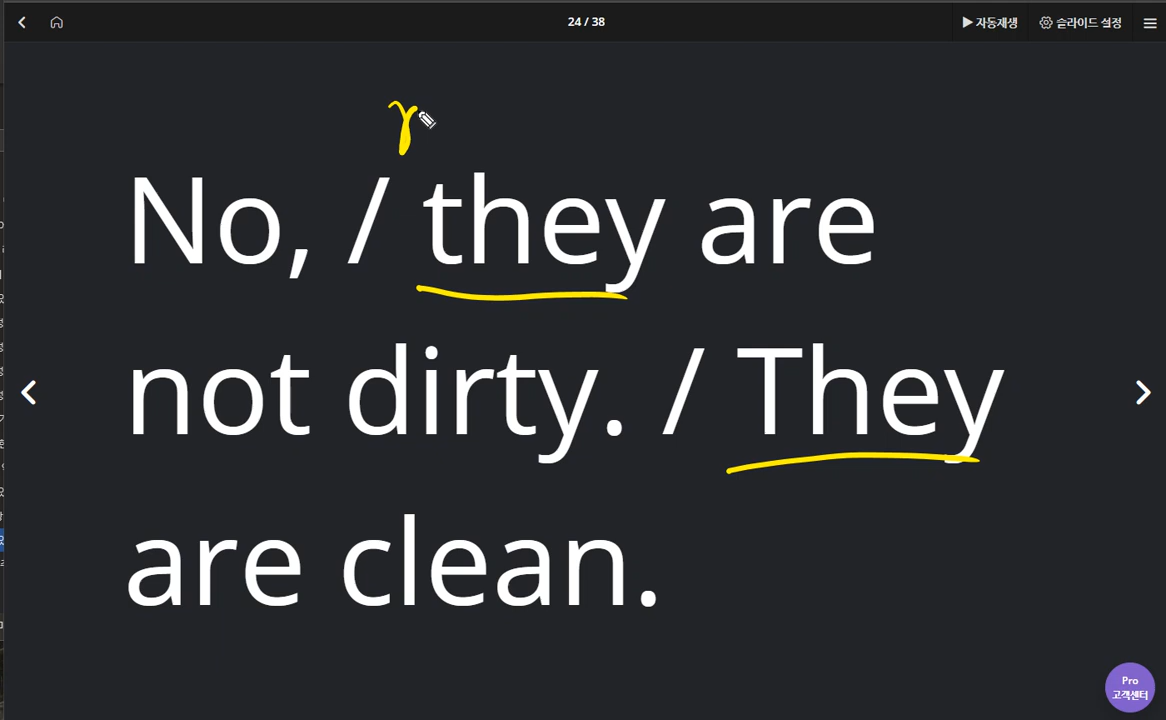 24 / 38
▶ 자동재생
슬라이드 설정
No, / they are
not dirty. / They
are clean.
Pro
고객센터